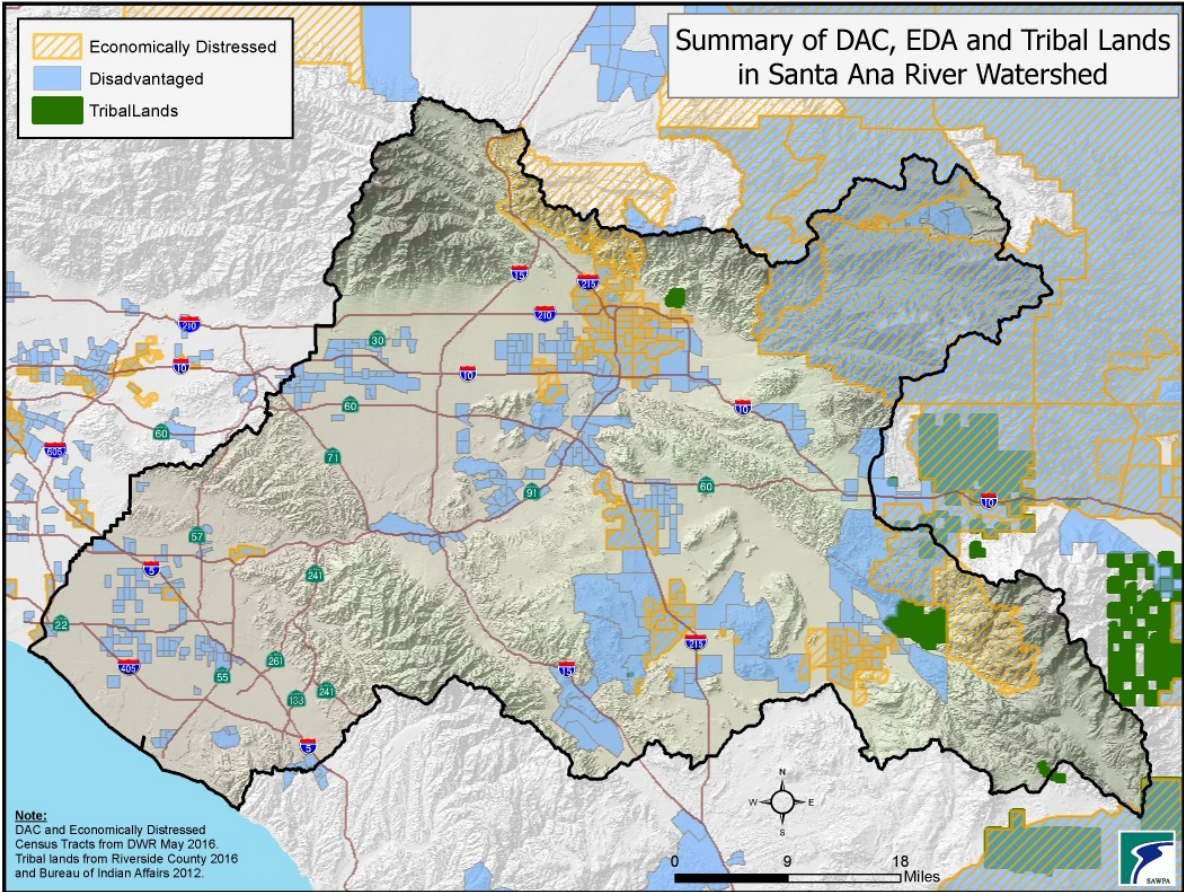 Summary of DAC, EDA and Tribal Lands
in Santa Ana River Watershed
Economically Distressed
Disadvantaged
TribalLands
15
215
210
210
30
10
10
60
10
60
71
605
91
60
10
57
5
241
22
405
55
261
215
15
133
241
5
N
W E
S
Note:
DAC and Economically Distressed
Census Tracts from DWR May 2016.
Tribal lands from Riverside County 2016
and Bureau of Indian Affairs 2012.
0 9 18
Miles
SAWPA